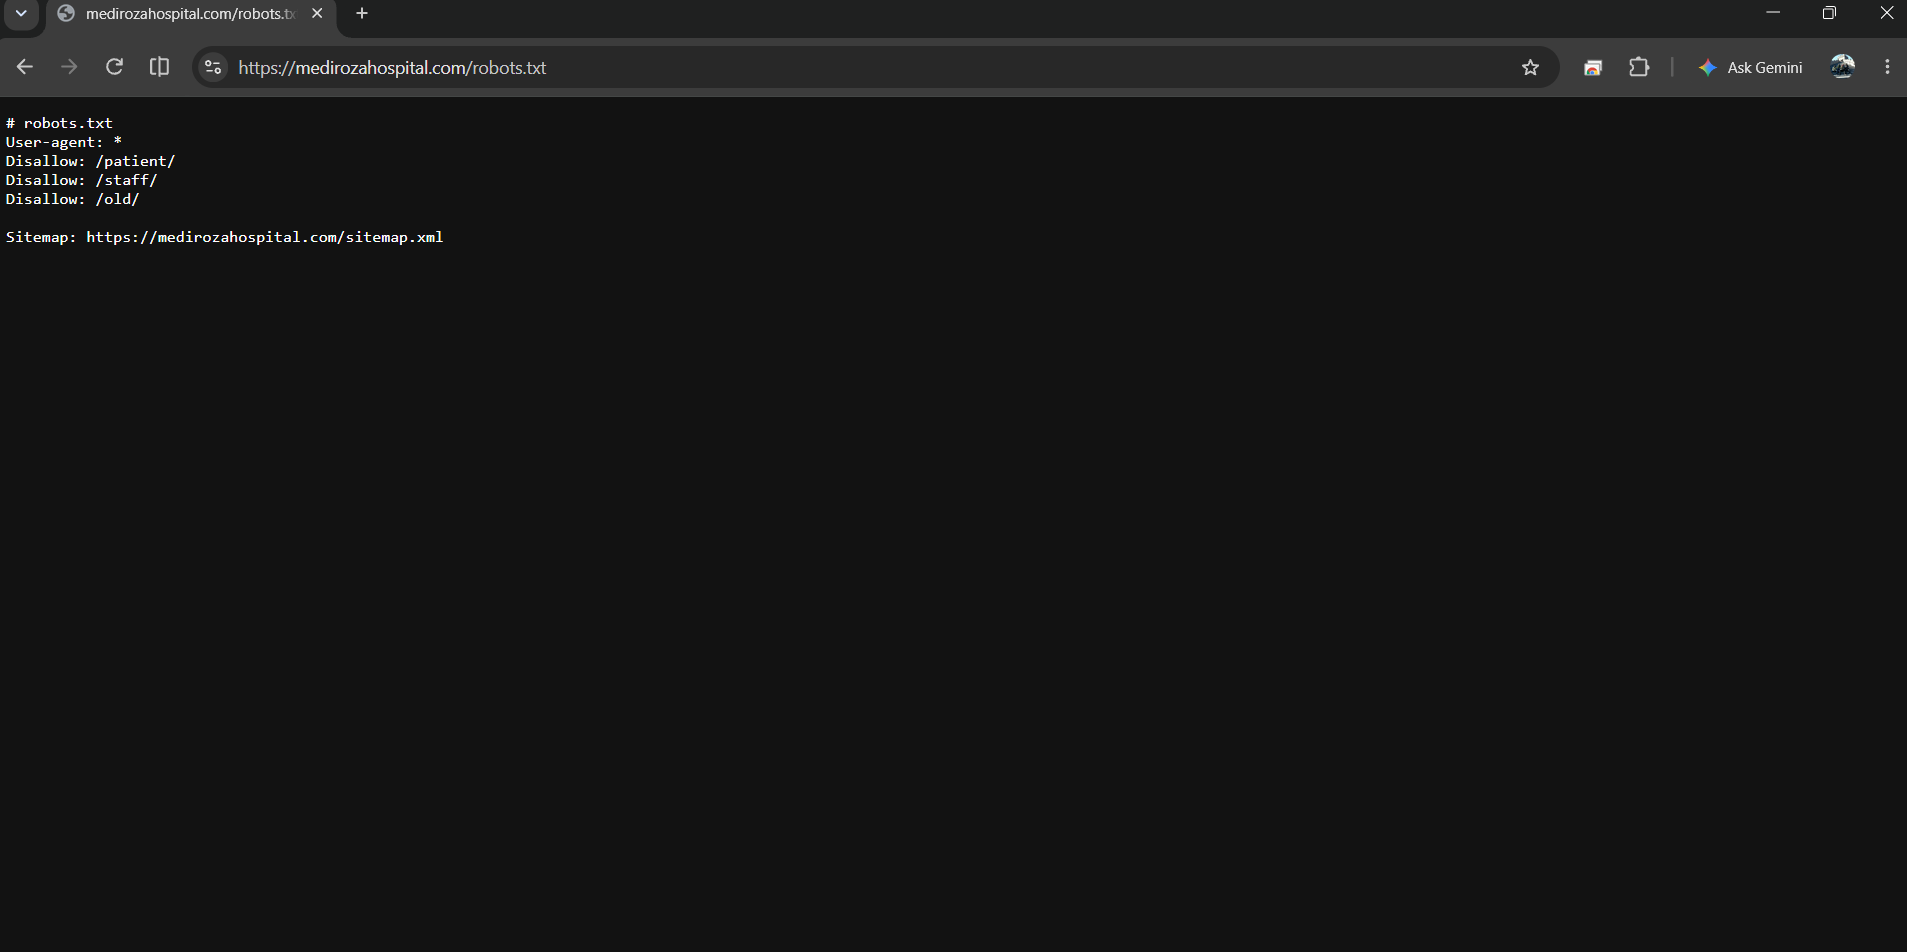 medirozahospital.com/robots.tx
https://medirozahospital.com/robots.txt
Ask Gemini
# robots.txt
User-agent: *
Disallow: /patient/
Disallow: /staff/
Disallow: /old/
Sitemap: https://medirozahospital.com/sitemap.xml